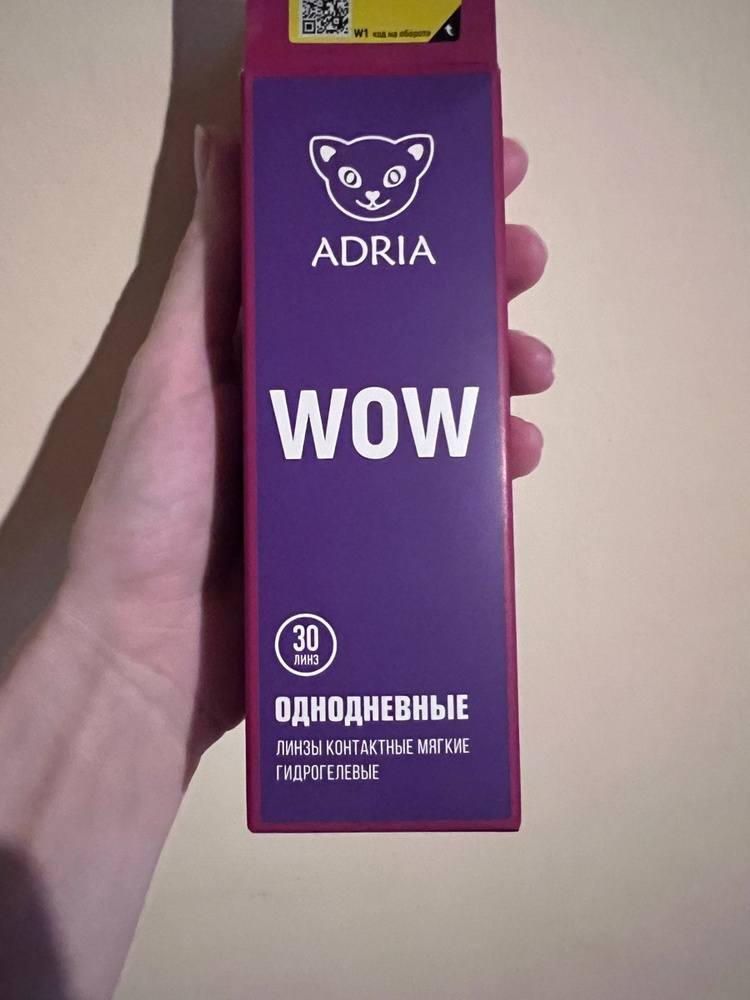 W1 код на обороте
ADRIA
WOW
30
ЛИНЗ
ОДНОДНЕВНЫЕ
ЛИНЗЫ КОНТАКТНЫЕ МЯГКИЕ
ГИДРОГЕЛЕВЫЕ